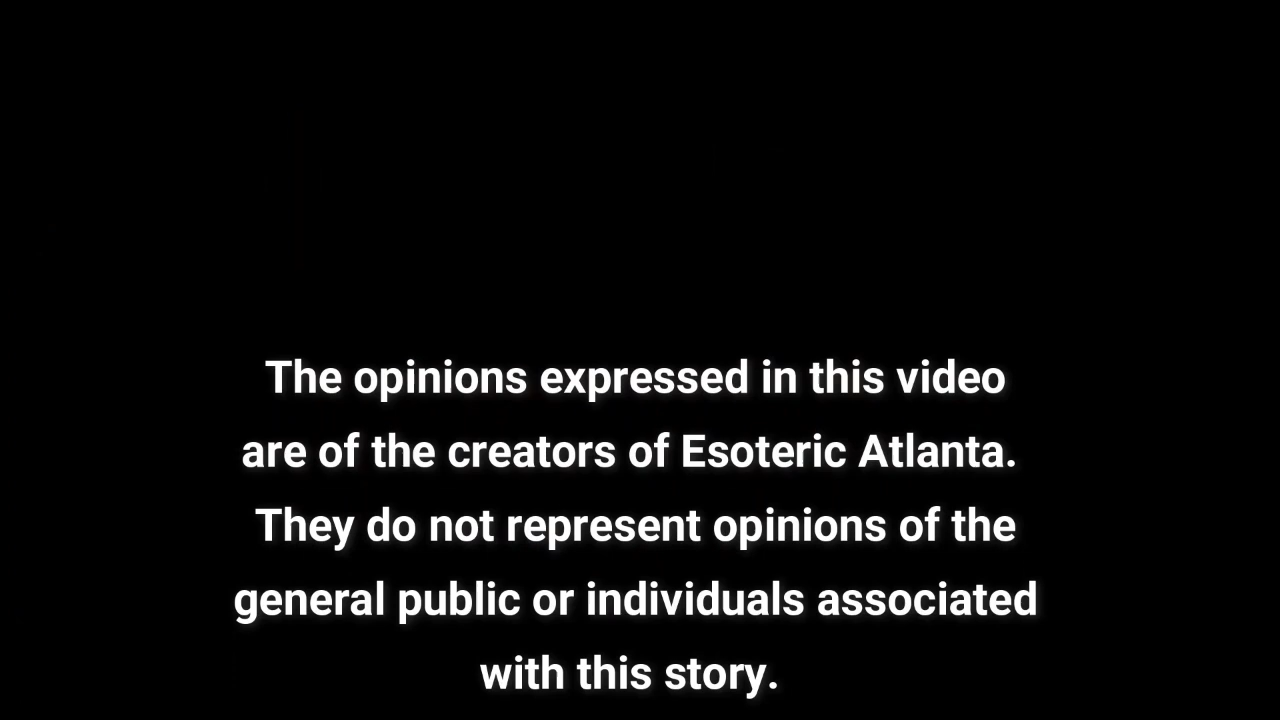 The opinions expressed in this video
are of the creators of Esoteric Atlanta.
They do not represent opinions of the
general public or individuals associated
with this story.